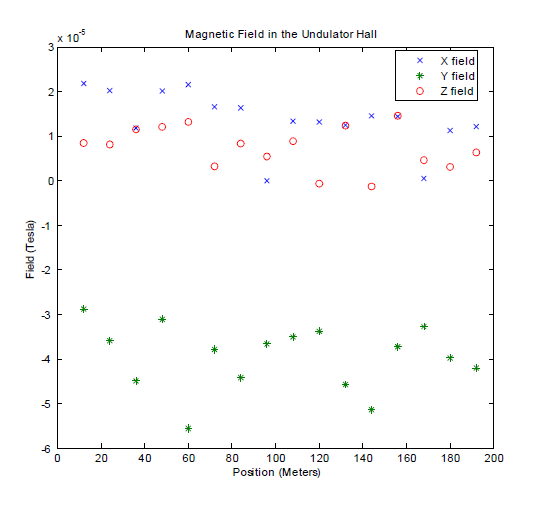 Magnetic Field in the Undulator Hall
x 10⁻⁵
X field
Y field
Z field
3
2
1
0
-1
-2
-3
-4
-5
-6
Field (Tesla)
0 20 40 60 80 100 120 140 160 180 200
Position (Meters)